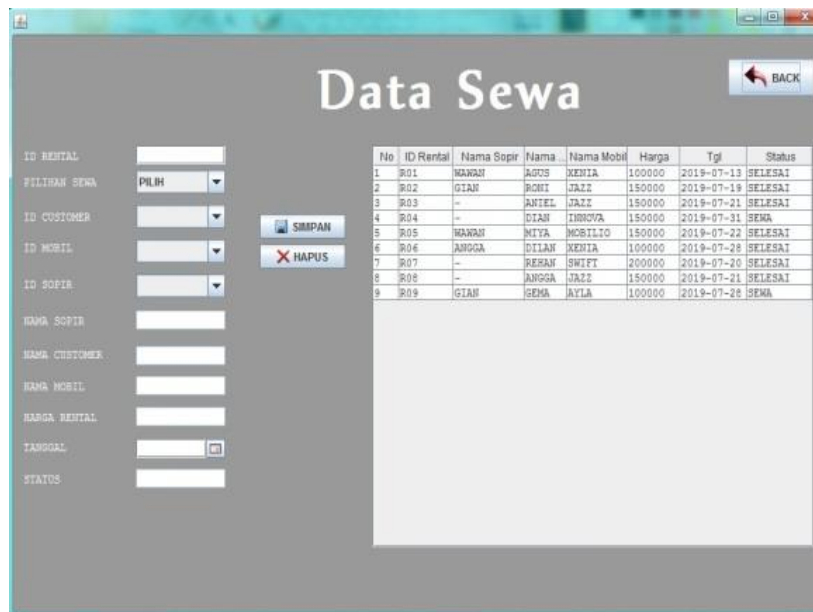 Data Sewa
BACK
ID RENTAL
PILIHAN SEWA PILIH
ID CUSTOMER
ID MOBIL
ID SOPIR
NAMA SOPIR
NAMA CUSTOMER
NAMA MOBIL
HARGA RENTAL
TANGGAL
STATUS
SIMPAN
HAPUS
No ID Rental Nama Sopir Nama ... Nama Mobil Harga Tgl Status
1 R01 WAWAN AGUS XENIA 100000 2019-07-13 SELESAI
2 R02 GIAN RONI JAZZ 150000 2019-07-19 SELESAI
3 R03 - ANIEL JAZZ 150000 2019-07-21 SELESAI
4 R04 - DIAN INNOVA 150000 2019-07-31 SEWA
5 R05 WAWAN MIYA MOBILIO 150000 2019-07-22 SELESAI
6 R06 ANGGA DILAN XENIA 100000 2019-07-28 SELESAI
7 R07 - REHAN SWIFT 200000 2019-07-20 SELESAI
8 R08 - ANGGA JAZZ 150000 2019-07-21 SELESAI
9 R09 GIAN GEMA AYLA 100000 2019-07-28 SEWA